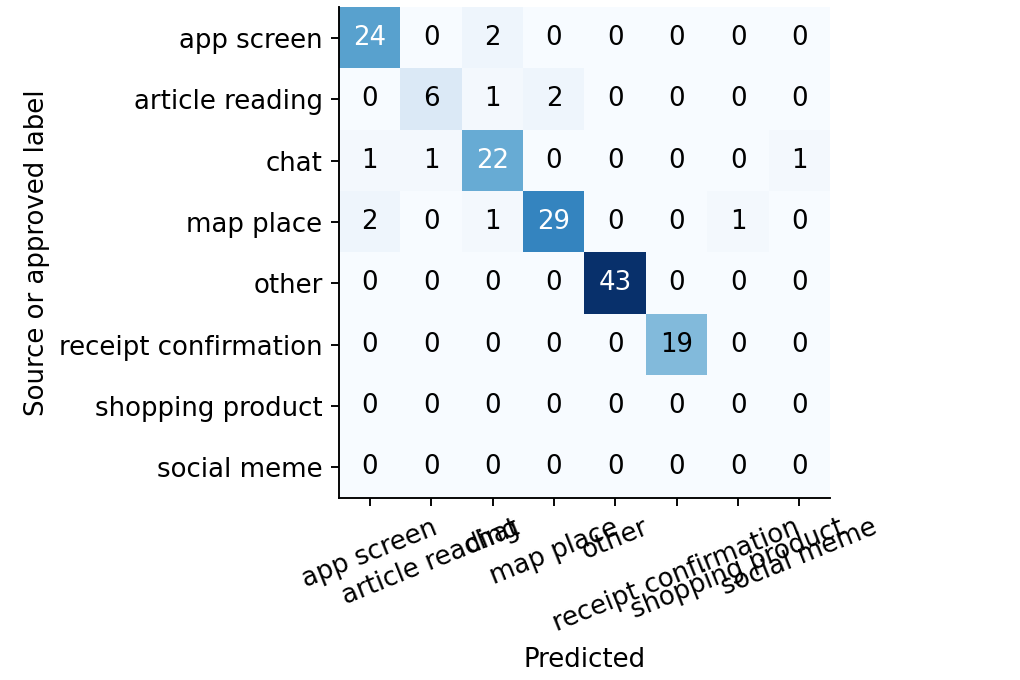 Source or approved label
app screen 24 0 2 0 0 0 0 0
article reading 0 6 1 2 0 0 0 0
chat 1 1 22 0 0 0 0 1
map place 2 0 1 29 0 0 1 0
other 0 0 0 0 43 0 0 0
receipt confirmation 0 0 0 0 0 19 0 0
shopping product 0 0 0 0 0 0 0 0
social meme 0 0 0 0 0 0 0 0
app screen
article reading
chat
map place
other
receipt confirmation
shopping product
social meme
Predicted